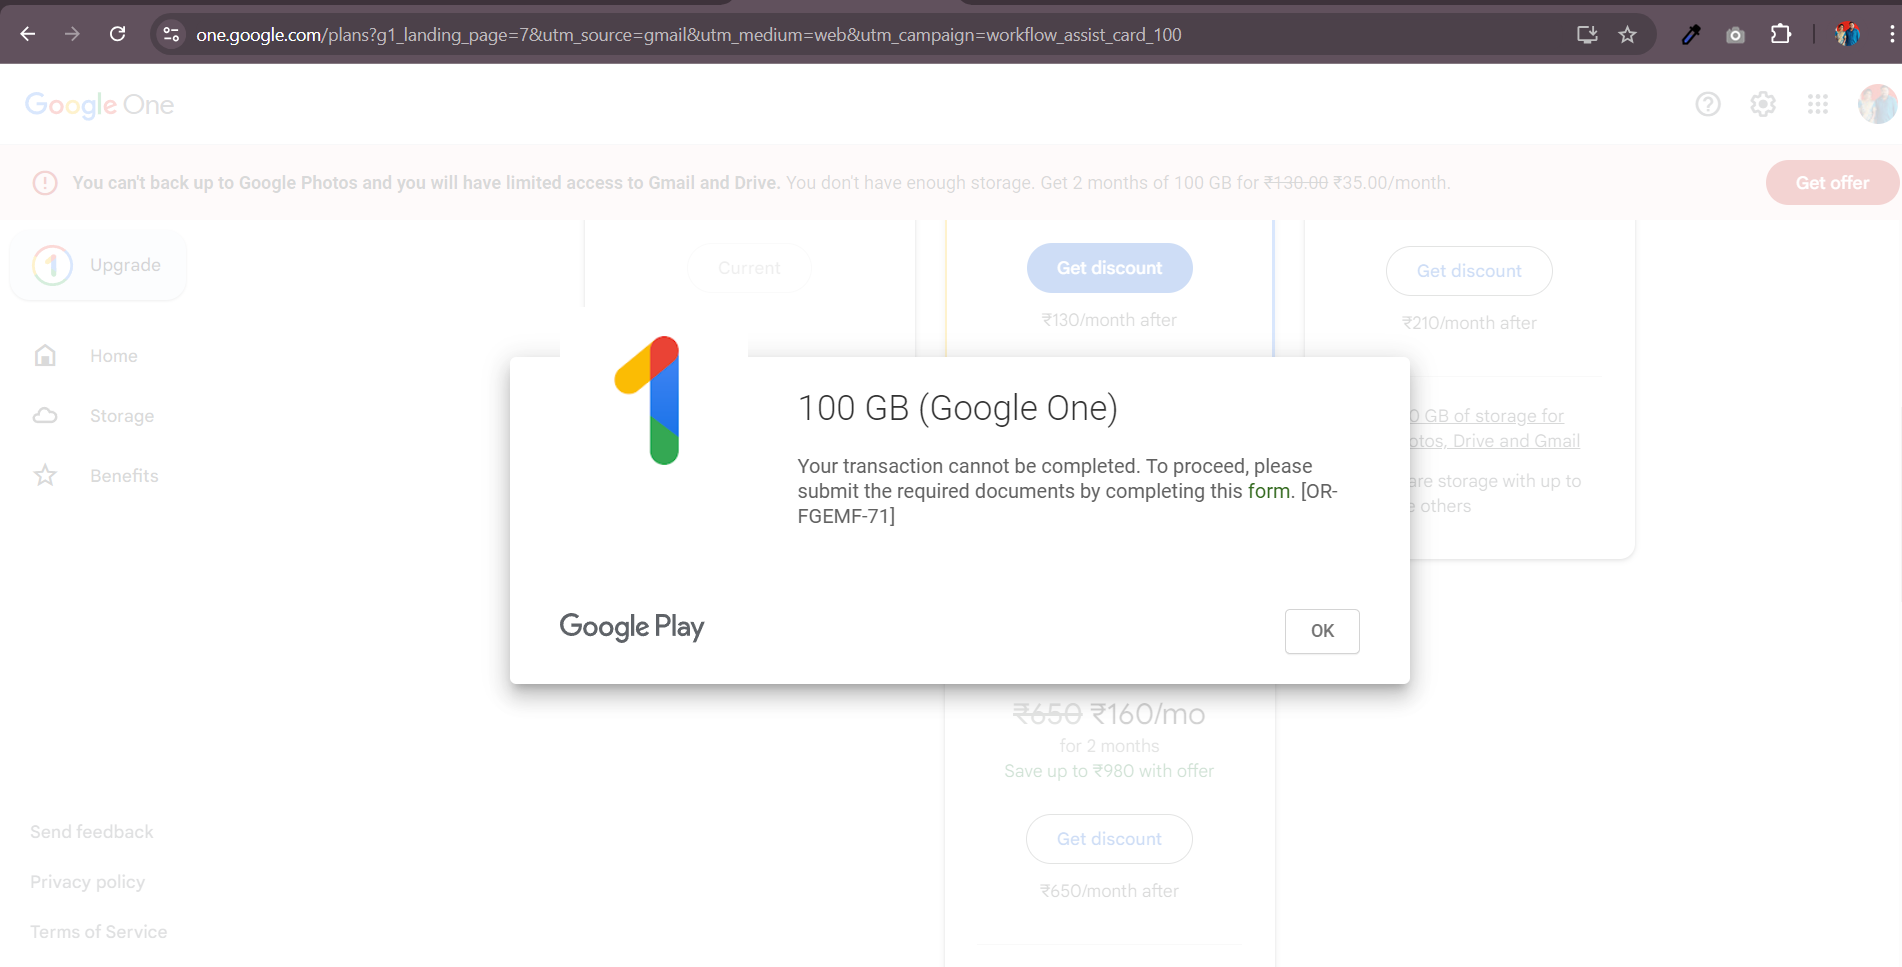 one.google.com/plans?g1_landing_page=7&utm_source=gmail&utm_medium=web&utm_campaign=workflow_assist_card_100
Google One
You can't back up to Google Photos and you will have limited access to Gmail and Drive. You don't have enough storage. Get 2 months of 100 GB for ₹130.00 ₹35.00/month.
Get offer
Upgrade
Home
Storage
Benefits
Current
Get discount
₹130/month after
Get discount
₹210/month after
0 GB of storage for
otos, Drive and Gmail
are storage with up to
e others
100 GB (Google One)
Your transaction cannot be completed. To proceed, please
submit the required documents by completing this form. [OR-
FGEMF-71]
Google Play
OK
₹650 ₹160/mo
for 2 months
Save up to ₹980 with offer
Get discount
₹650/month after
Send feedback
Privacy policy
Terms of Service